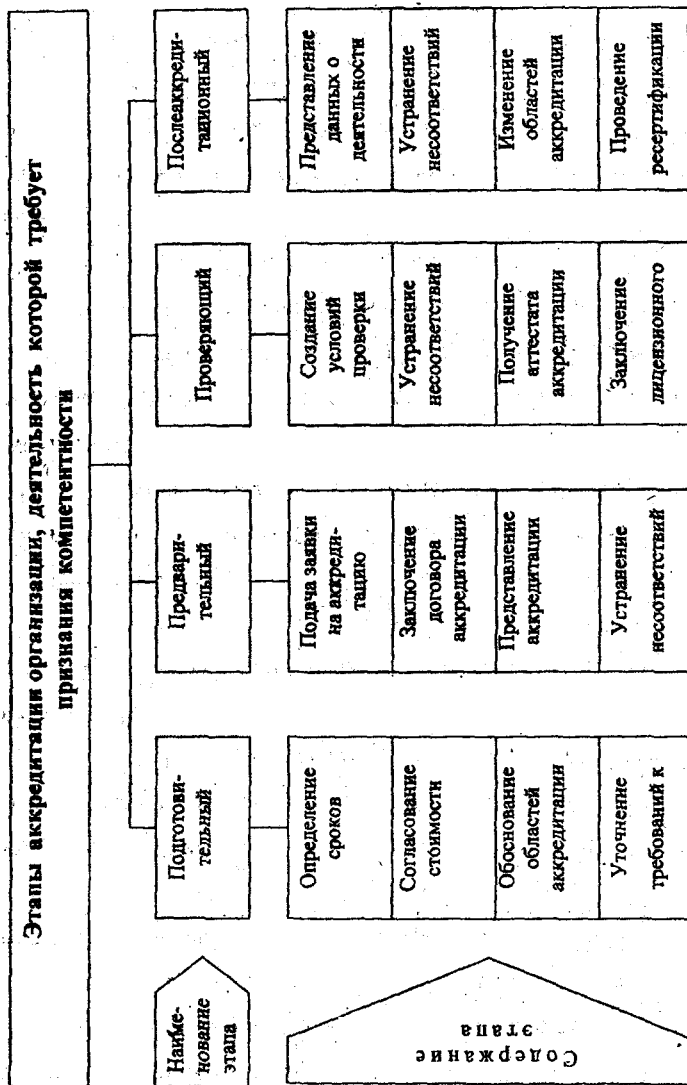 Этапы аккредитации организации, деятельность которой требует
признания компетентности
Наиме-
нование
этапа
Подготови-
тельный
Предвари-
тельный
Проверяющий
Послеаккреди-
тационный
Содержание
этапа
Определение
сроков
Согласование
стоимости
Обоснование
областей
аккредитации
Уточнение
требований к
Подача заявки
на аккреди-
тацию
Заключение
договора
аккредитации
Представление
аккредитации
Устранение
несоответствий
Создание
условий
проверки
Устранение
несоответствий
Получение
аттестата
аккредитации
Заключение
лицензионного
Представление
данных о
деятельности
Устранение
несоответствий
Изменение
областей
аккредитации
Проведение
ресертификации